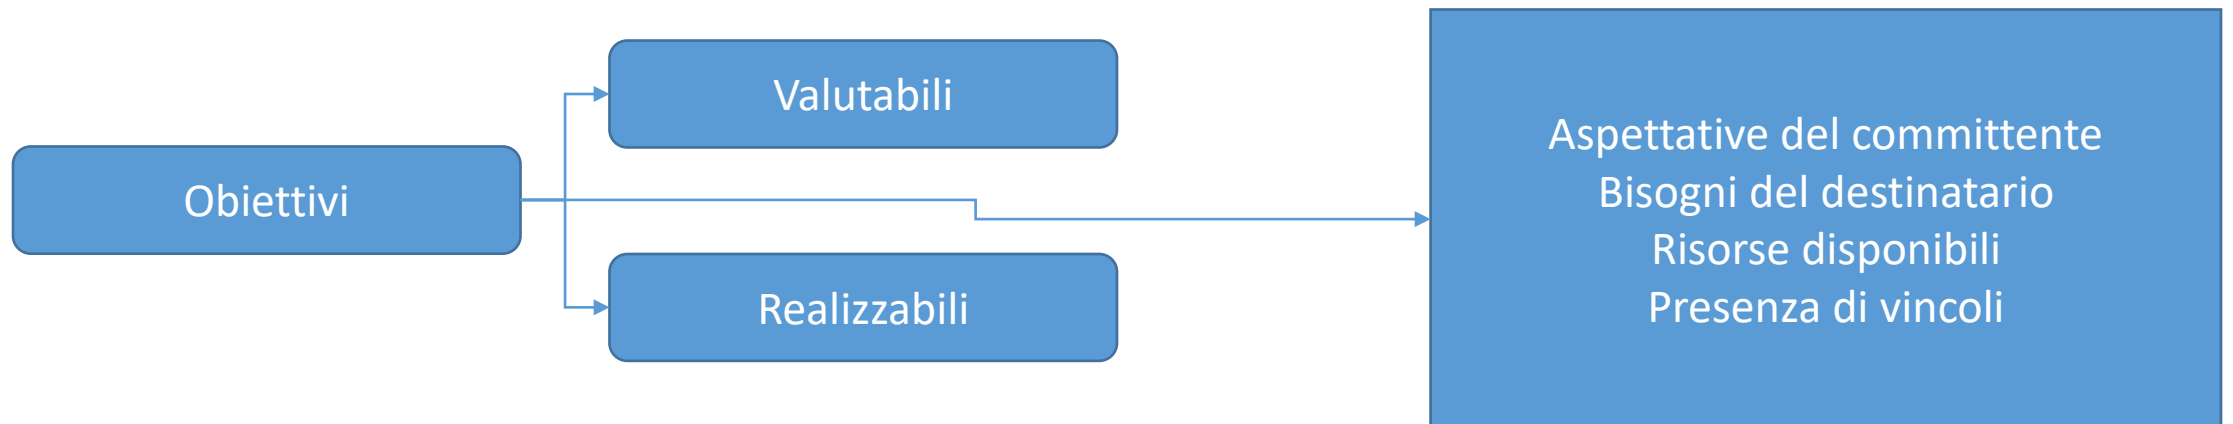 Obiettivi
Valutabili
Realizzabili
Aspettative del committente
Bisogni del destinatario
Risorse disponibili
Presenza di vincoli